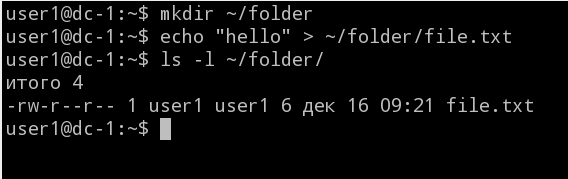 user1@dc-1:~$ mkdir ~/folder
user1@dc-1:~$ echo "hello" > ~/folder/file.txt
user1@dc-1:~$ ls -l ~/folder/
итого 4
-rw-r--r-- 1 user1 user1 6 дек 16 09:21 file.txt
user1@dc-1:~$